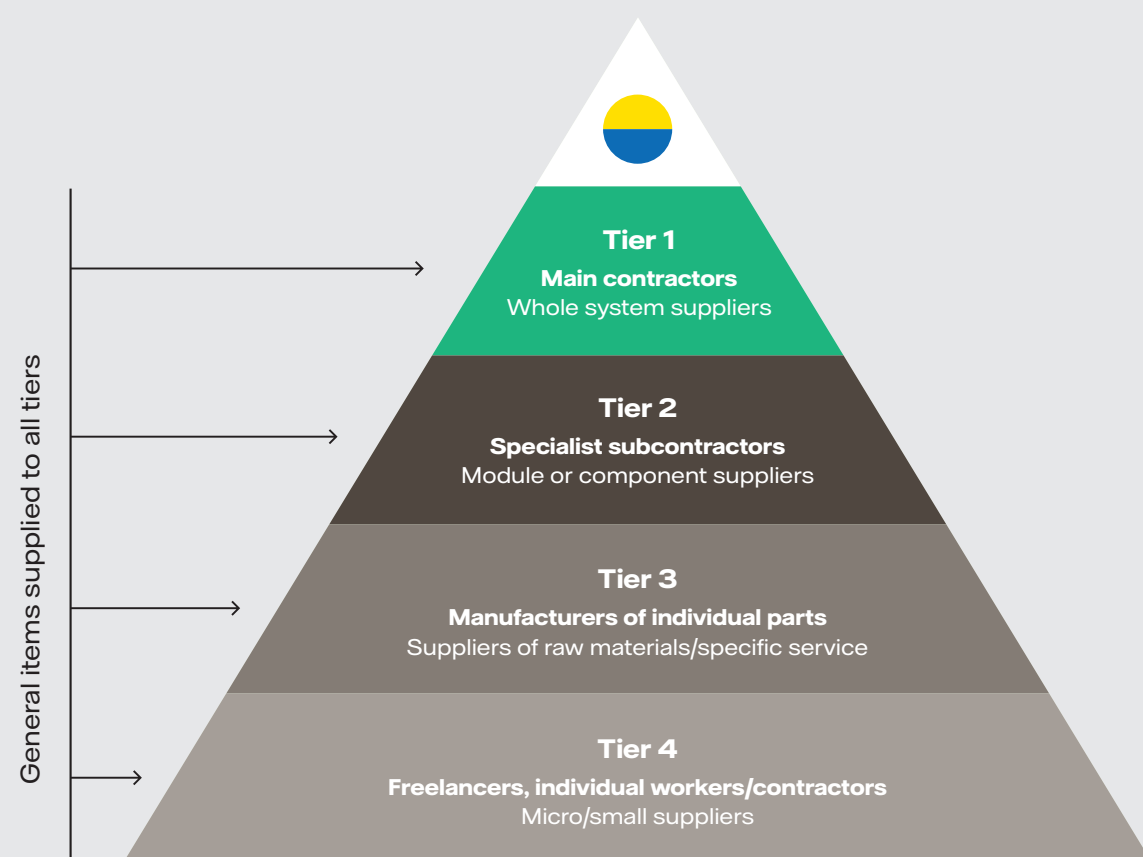 General items supplied to all tiers
Tier 1
Main contractors
Whole system suppliers
Tier 2
Specialist subcontractors
Module or component suppliers
Tier 3
Manufacturers of individual parts
Suppliers of raw materials/specific service
Tier 4
Freelancers, individual workers/contractors
Micro/small suppliers